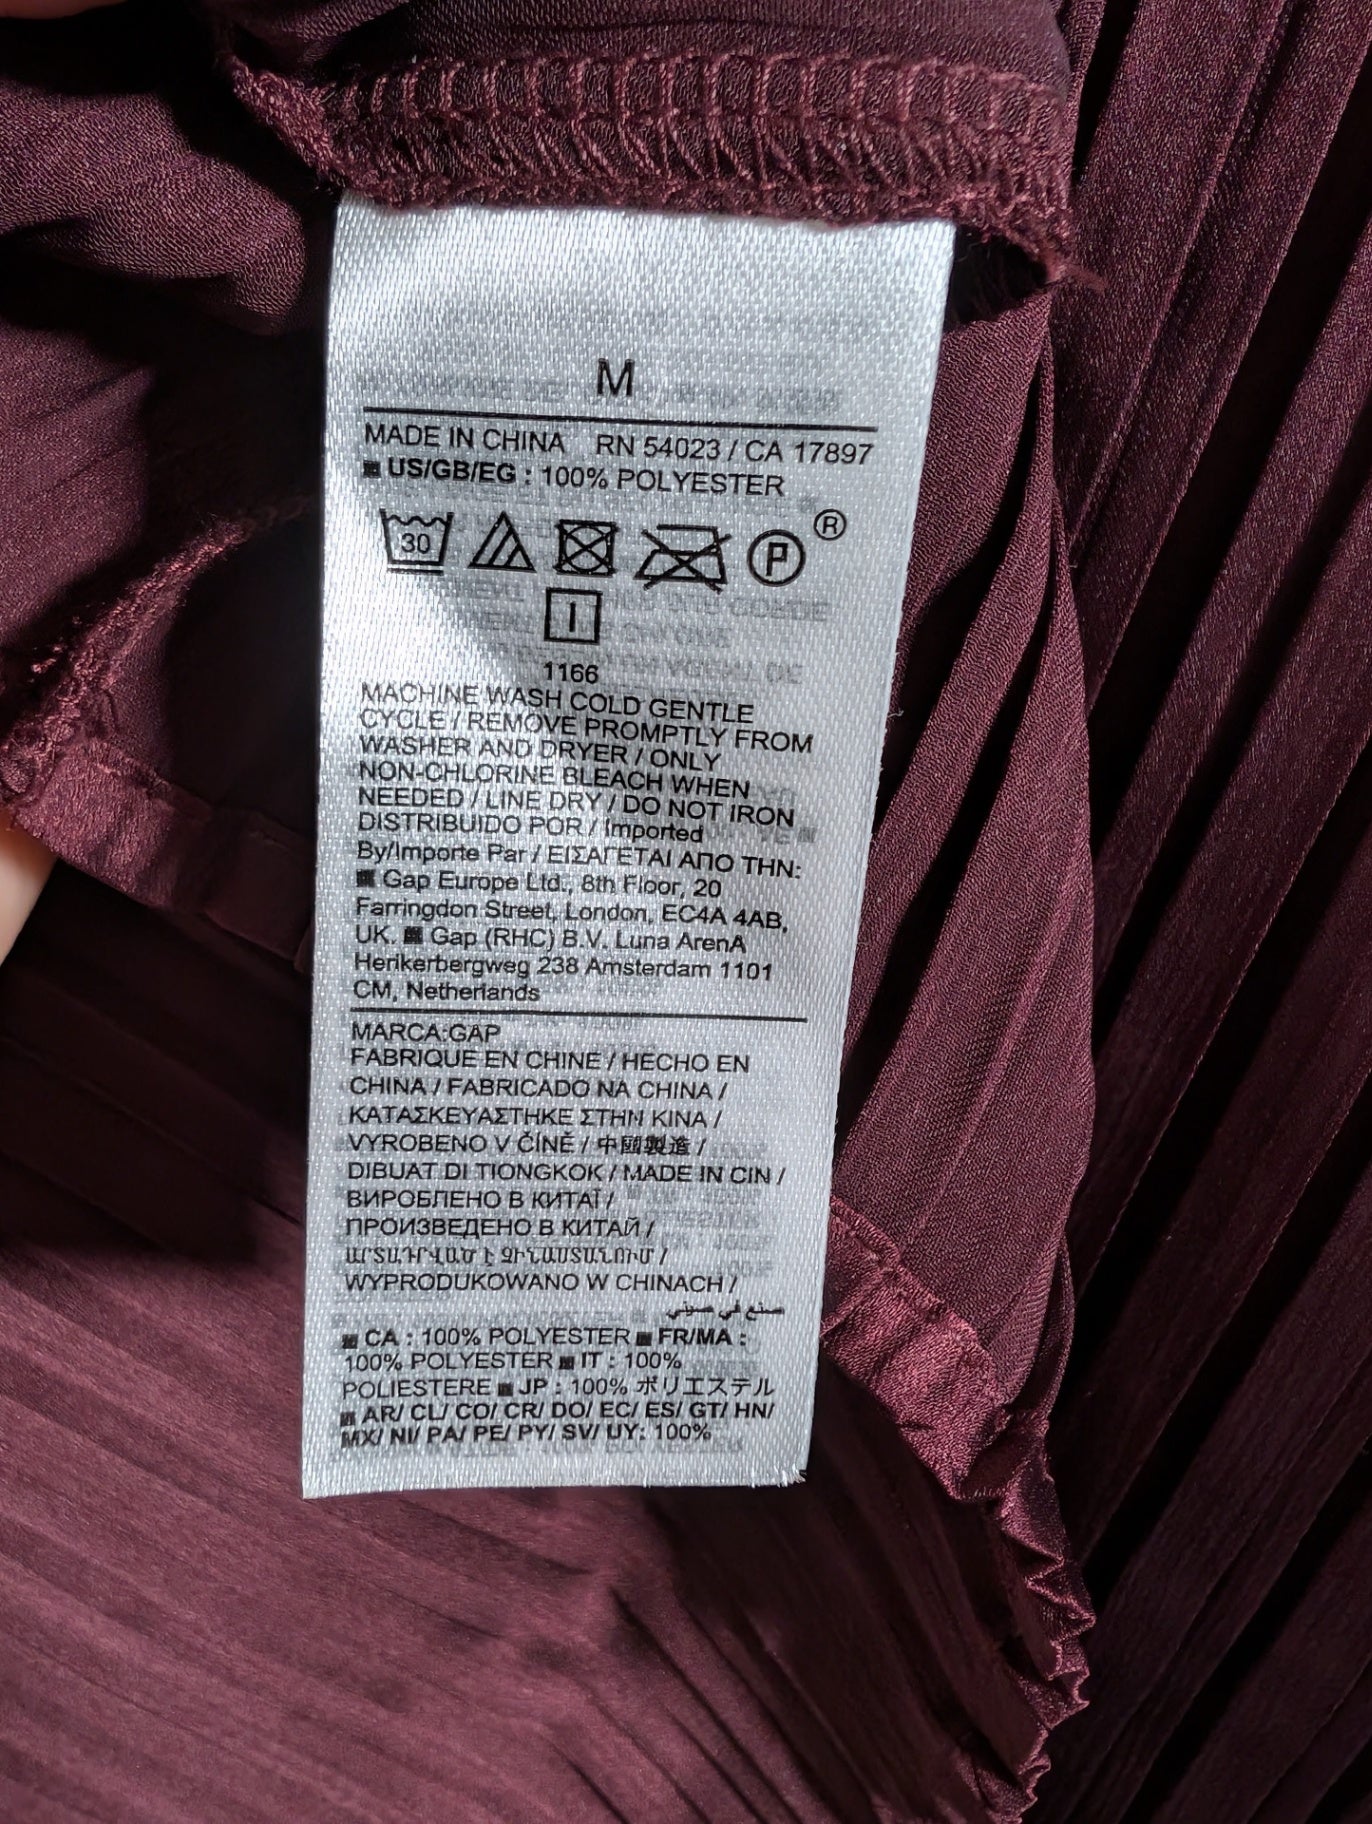 M
MADE IN CHINA RN 54023 / CA 17897
■ US/GB/EG : 100% POLYESTER
30 P ®
1166
MACHINE WASH COLD GENTLE
CYCLE / REMOVE PROMPTLY FROM
WASHER AND DRYER / ONLY
NON-CHLORINE BLEACH WHEN
NEEDED / LINE DRY / DO NOT IRON
DISTRIBUIDO POR / Imported
By/Importe Par / ΕΙΣΑΓΕΤΑΙ ΑΠΟ ΤΗΝ:
■ Gap Europe Ltd., 8th Floor, 20
Farringdon Street, London, EC4A 4AB,
UK. ■ Gap (RHC) B.V. Luna ArenA
Herikerbergweg 238 Amsterdam 1101
CM, Netherlands
MARCA:GAP
FABRIQUE EN CHINE / HECHO EN
CHINA / FABRICADO NA CHINA /
ΚΑΤΑΣΚΕΥΑΣΤΗΚΕ ΣΤΗΝ ΚΙΝΑ /
VYROBENO V ČÍNĚ / 中國製造 /
DIBUAT DI TIONGKOK / MADE IN CIN /
ВИРОБЛЕНО В КИТАЇ /
ПРОИЗВЕДЕНО В КИТАЙ /
ԱՐՏԱԴՐՎԱԾ Է ՉԻՆԱՍՏԱՆՈՒՄ /
WYPRODUKOWANO W CHINACH /
صنع في صيني
■ CA : 100% POLYESTER ■ FR/MA :
100% POLYESTER ■ IT : 100%
POLIESTERE ■ JP : 100% ポリエステル
■ AR/ CL/ CO/ CR/ DO/ EC/ ES/ GT/ HN/
MX/ NI/ PA/ PE/ PY/ SV/ UY: 100%